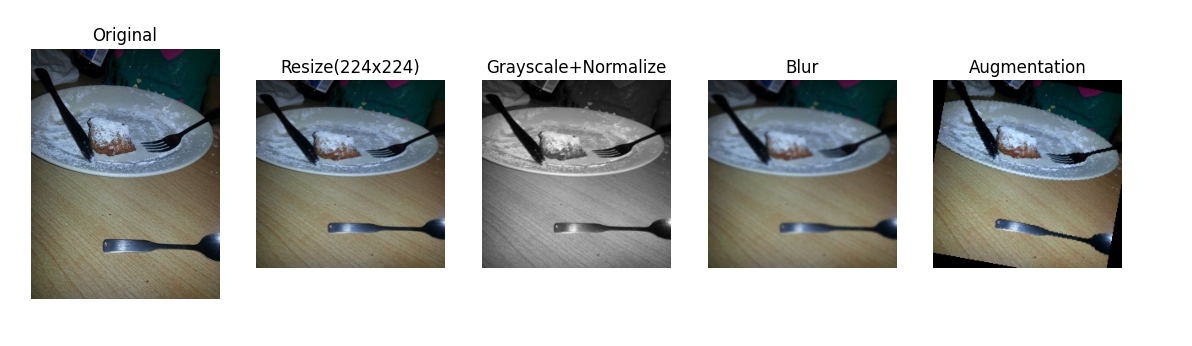 Original
Resize(224x224)
Grayscale+Normalize
Blur
Augmentation